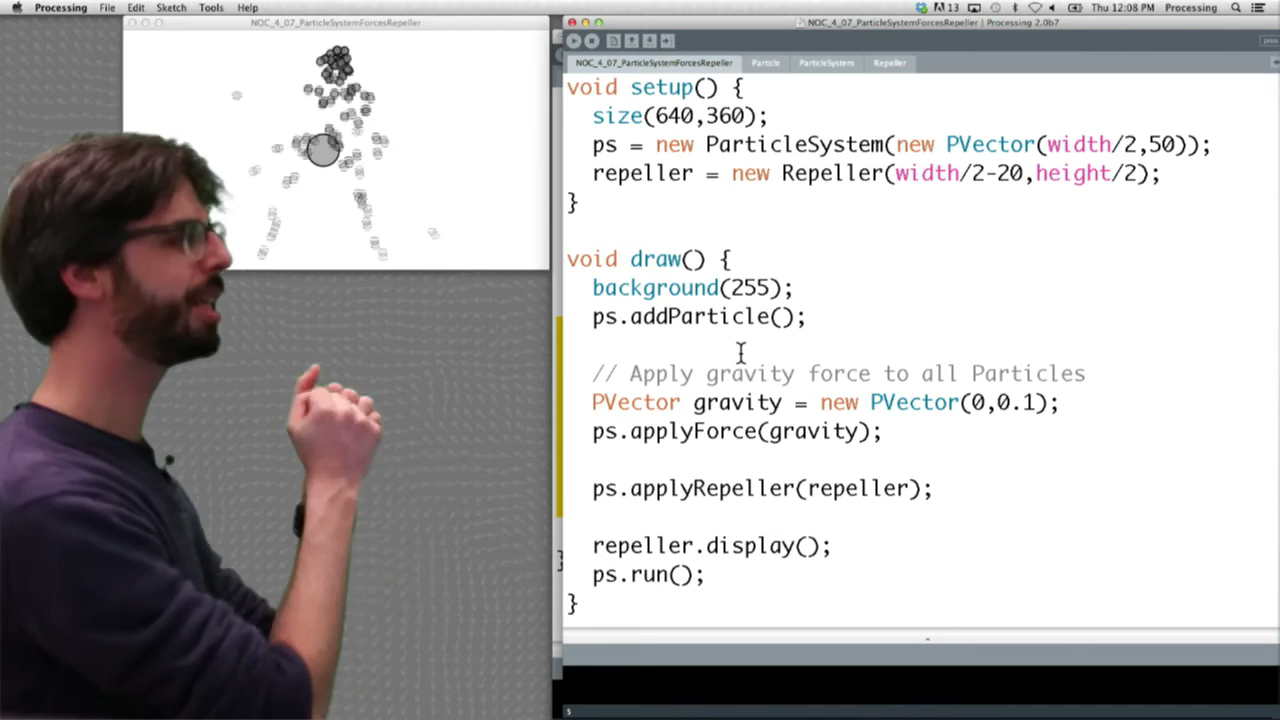 Processing File Edit Sketch Tools Help
13 Thu 12:08 PM Processing
NOC_4_07_ParticleSystemForcesRepeller
NOC_4_07_ParticleSystemForcesRepeller | Processing 2.0b7
NOC_4_07_ParticleSystemForcesRepeller Particle ParticleSystem Repeller
void setup() {
size(640,360);
ps = new ParticleSystem(new PVector(width/2,50));
repeller = new Repeller(width/2-20,height/2);
}
void draw() {
background(255);
ps.addParticle();
// Apply gravity force to all Particles
PVector gravity = new PVector(0,0.1);
ps.applyForce(gravity);
ps.applyRepeller(repeller);
repeller.display();
ps.run();
}